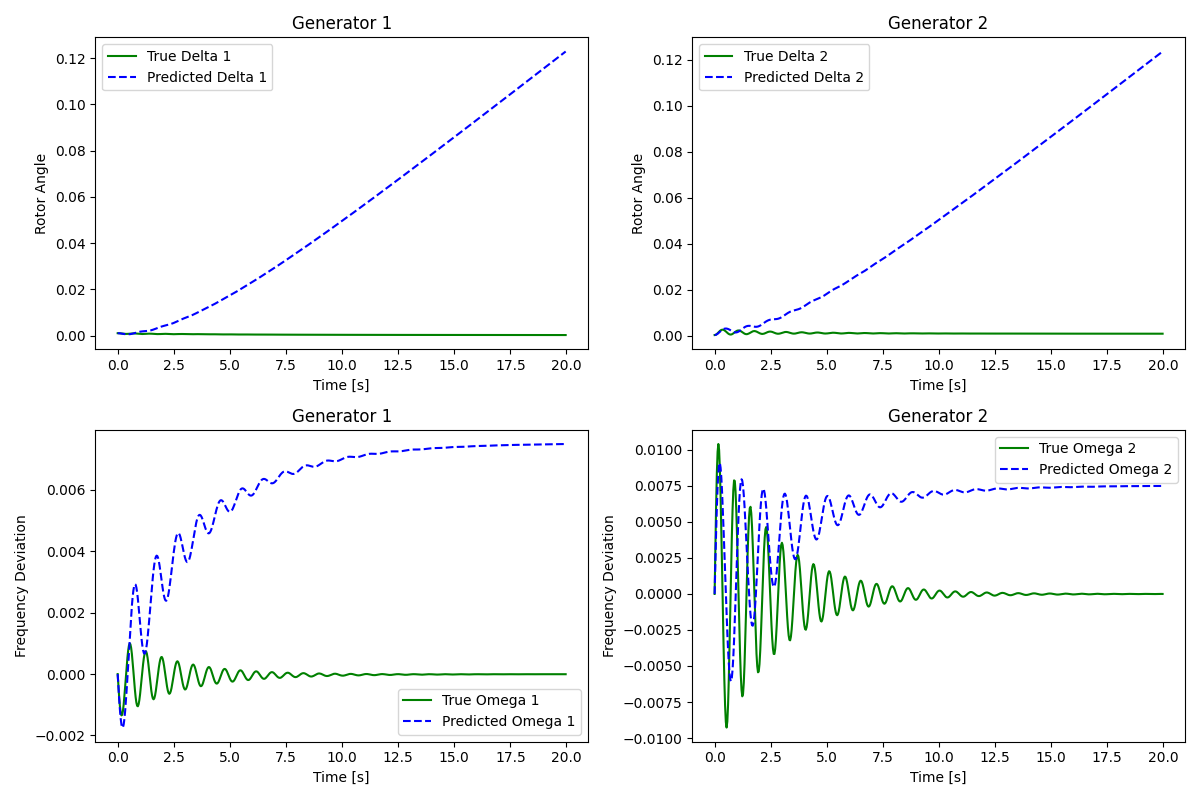 Generator 1
True Delta 1
Predicted Delta 1
Rotor Angle
0.12
0.10
0.08
0.06
0.04
0.02
0.00
0.0 2.5 5.0 7.5 10.0 12.5 15.0 17.5 20.0
Time [s]
Generator 2
True Delta 2
Predicted Delta 2
Rotor Angle
0.12
0.10
0.08
0.06
0.04
0.02
0.00
0.0 2.5 5.0 7.5 10.0 12.5 15.0 17.5 20.0
Time [s]
Generator 1
Frequency Deviation
0.006
0.004
0.002
0.000
−0.002
True Omega 1
Predicted Omega 1
0.0 2.5 5.0 7.5 10.0 12.5 15.0 17.5 20.0
Time [s]
Generator 2
True Omega 2
Predicted Omega 2
Frequency Deviation
0.0100
0.0075
0.0050
0.0025
0.0000
−0.0025
−0.0050
−0.0075
−0.0100
0.0 2.5 5.0 7.5 10.0 12.5 15.0 17.5 20.0
Time [s]